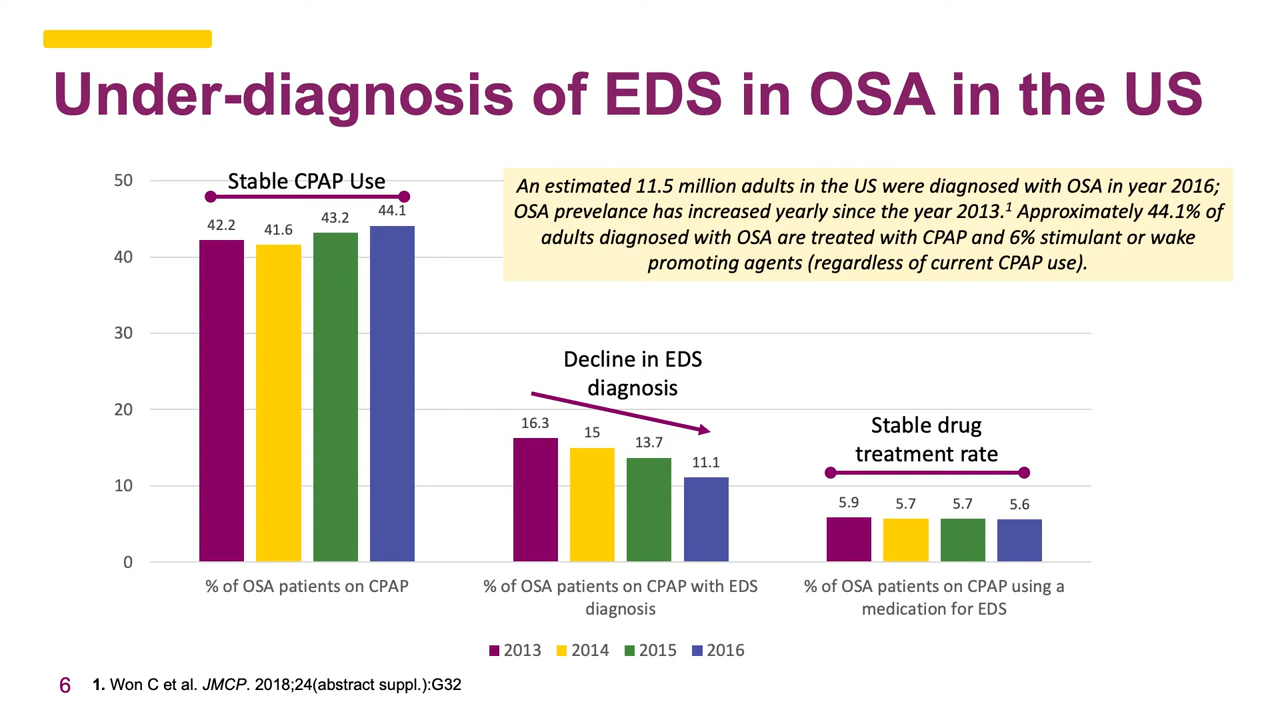 Under-diagnosis of EDS in OSA in the US
An estimated 11.5 million adults in the US were diagnosed with OSA in year 2016;
OSA prevelance has increased yearly since the year 2013.¹ Approximately 44.1% of
adults diagnosed with OSA are treated with CPAP and 6% stimulant or wake
promoting agents (regardless of current CPAP use).
50
40
30
20
10
0
Stable CPAP Use
42.2
41.6
43.2
44.1
Decline in EDS
diagnosis
16.3
15
13.7
11.1
Stable drug
treatment rate
5.9
5.7
5.7
5.6
% of OSA patients on CPAP
% of OSA patients on CPAP with EDS
diagnosis
% of OSA patients on CPAP using a
medication for EDS
2013 2014 2015 2016
6
1. Won C et al. JMCP. 2018;24(abstract suppl.):G32